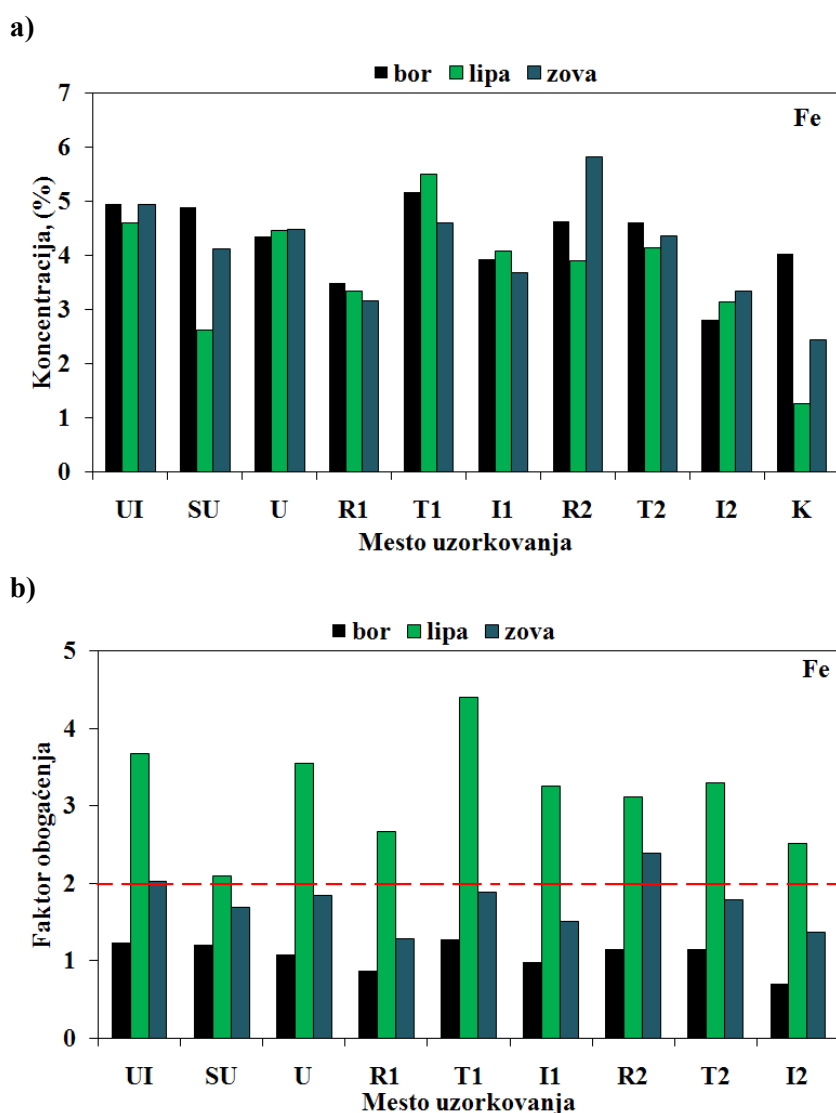 a)
bor lipa zova
7
Fe
6
5
4
3
2
1
0
Koncentracija, (%)
UI SU U R1 T1 I1 R2 T2 I2 K
Mesto uzorkovanja
b)
bor lipa zova
5
Fe
4
3
2
1
0
Faktor obogaćenja
UI SU U R1 T1 I1 R2 T2 I2
Mesto uzorkovanja